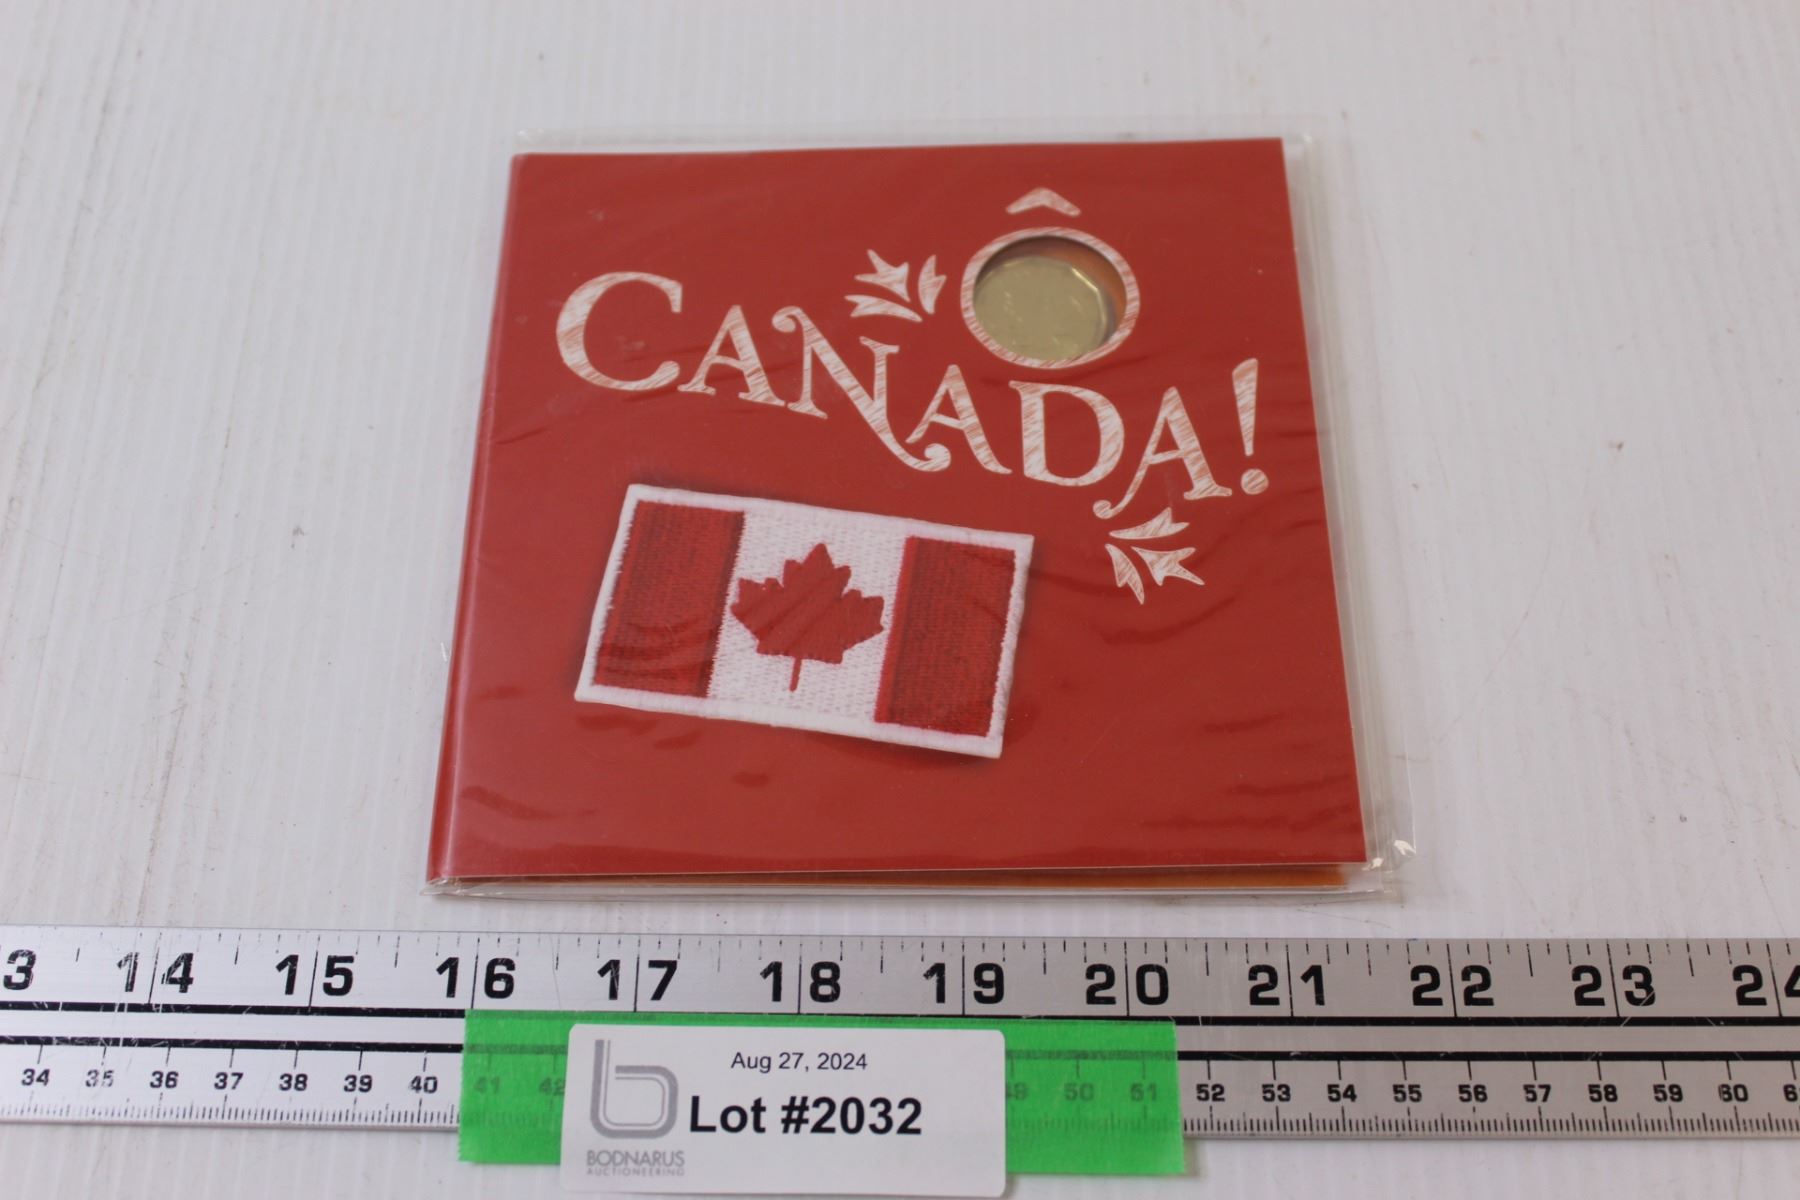 Ô
CANADA!
3 14 15 16 17 18 19 20 21 22 23 24
34 35 36 37 38 39 40 41 42 49 50 51 52 53 54 55 56 57 58 59 60
Aug 27, 2024
Lot #2032
BODNARUS
AUCTIONEERING